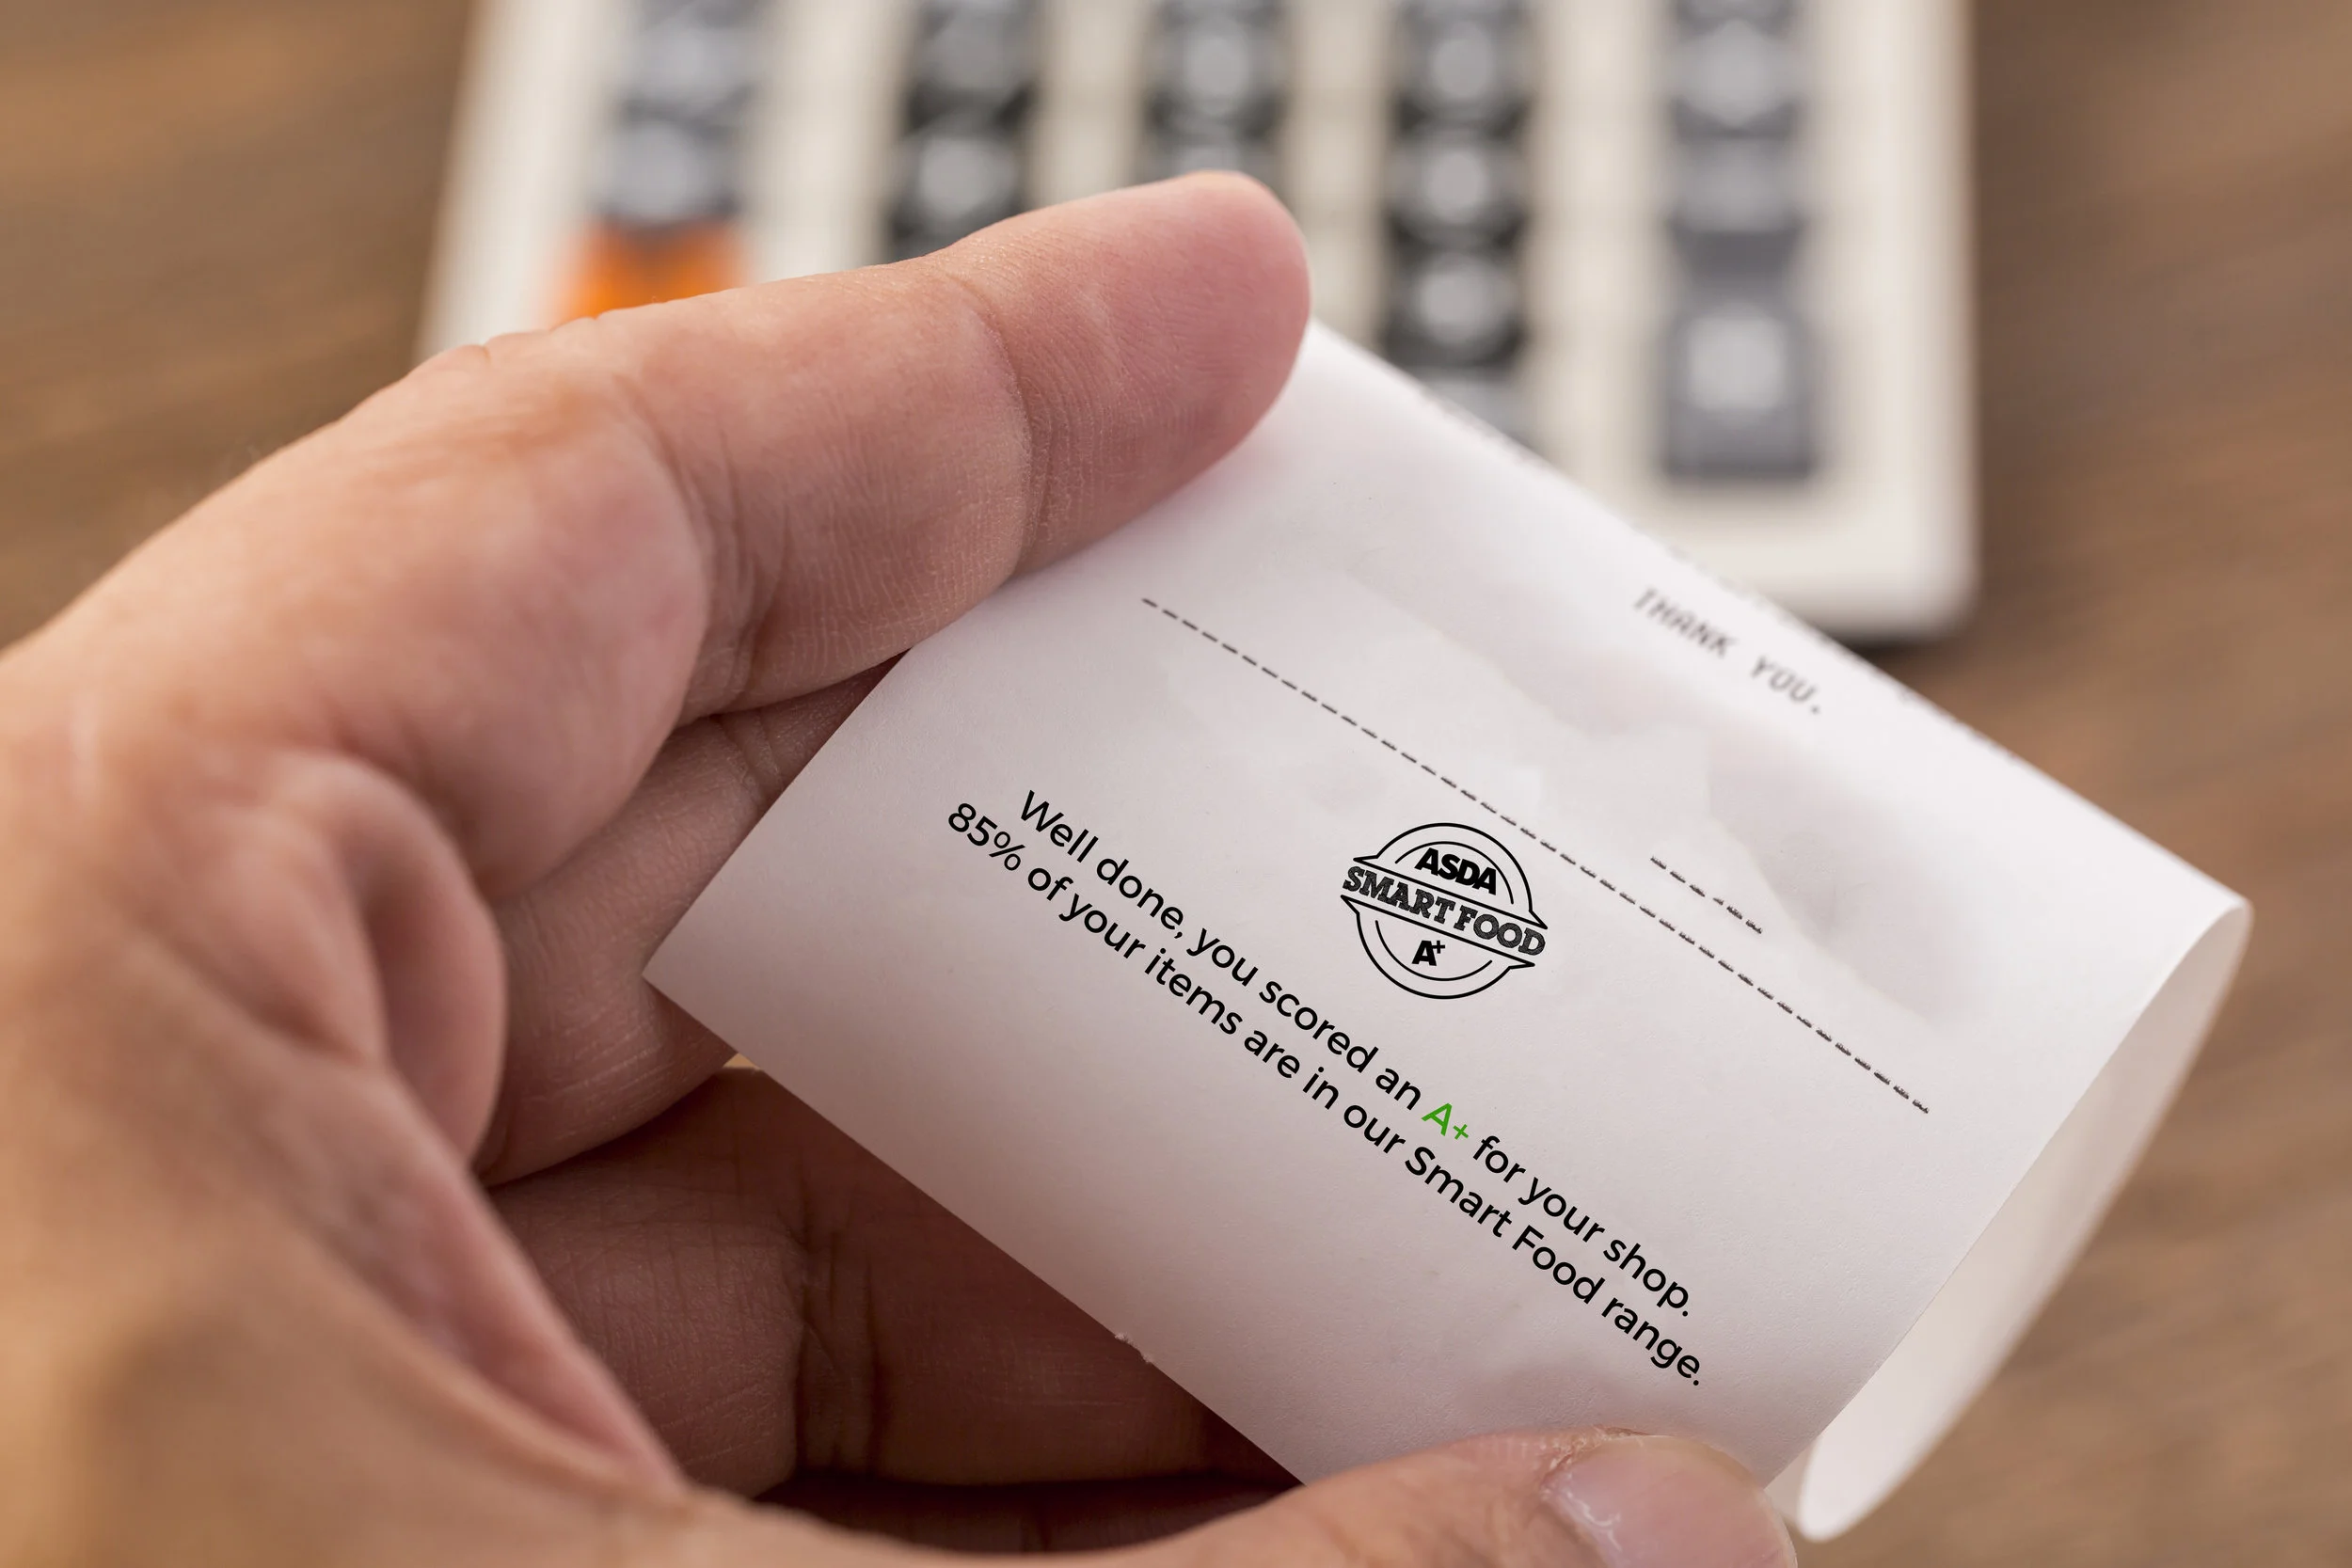 THANK YOU.
ASDA
SMART FOOD
A+
Well done, you scored an A+ for your shop.
85% of your items are in our Smart Food range.